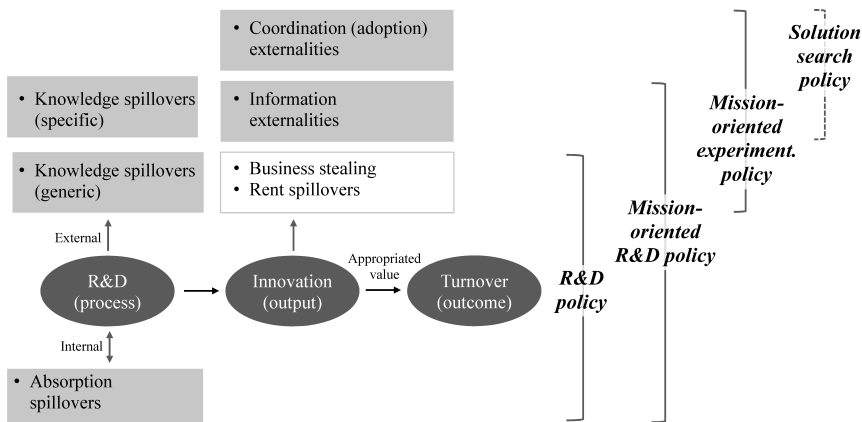 • Coordination (adoption)
externalities
• Knowledge spillovers
(specific)
• Information
externalities
• Knowledge spillovers
(generic)
• Business stealing
• Rent spillovers
External
R&D
(process)
Innovation
(output)
Appropriated
value
Turnover
(outcome)
Internal
• Absorption
spillovers
R&D
policy
Mission-
oriented
R&D policy
Mission-
oriented
experiment.
policy
Solution
search
policy